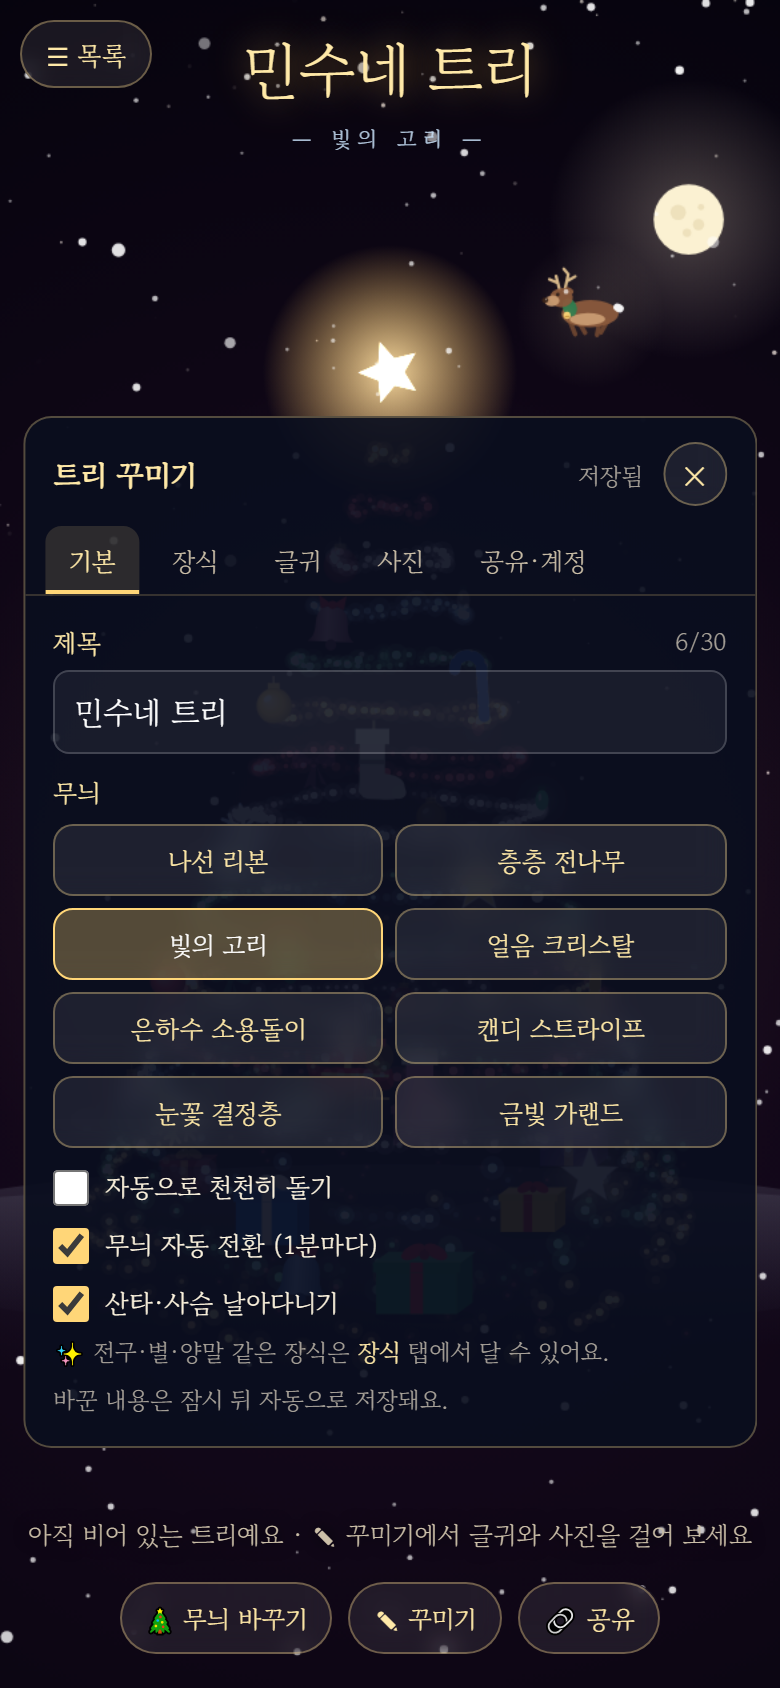 ☰ 목록
민수네 트리
— 빛의 고리 —
트리 꾸미기
저장됨
×
기본 장식 글귀 사진 공유·계정
제목
6/30
민수네 트리
무늬
나선 리본
층층 전나무
빛의 고리
얼음 크리스탈
은하수 소용돌이
캔디 스트라이프
눈꽃 결정층
금빛 가랜드
자동으로 천천히 돌기
무늬 자동 전환 (1분마다)
산타·사슴 날아다니기
✨ 전구·별·양말 같은 장식은 장식 탭에서 달 수 있어요.
바꾼 내용은 잠시 뒤 자동으로 저장돼요.
아직 비어 있는 트리예요 · ✏ 꾸미기에서 글귀와 사진을 걸어 보세요
🎄 무늬 바꾸기
✏ 꾸미기
🔗 공유